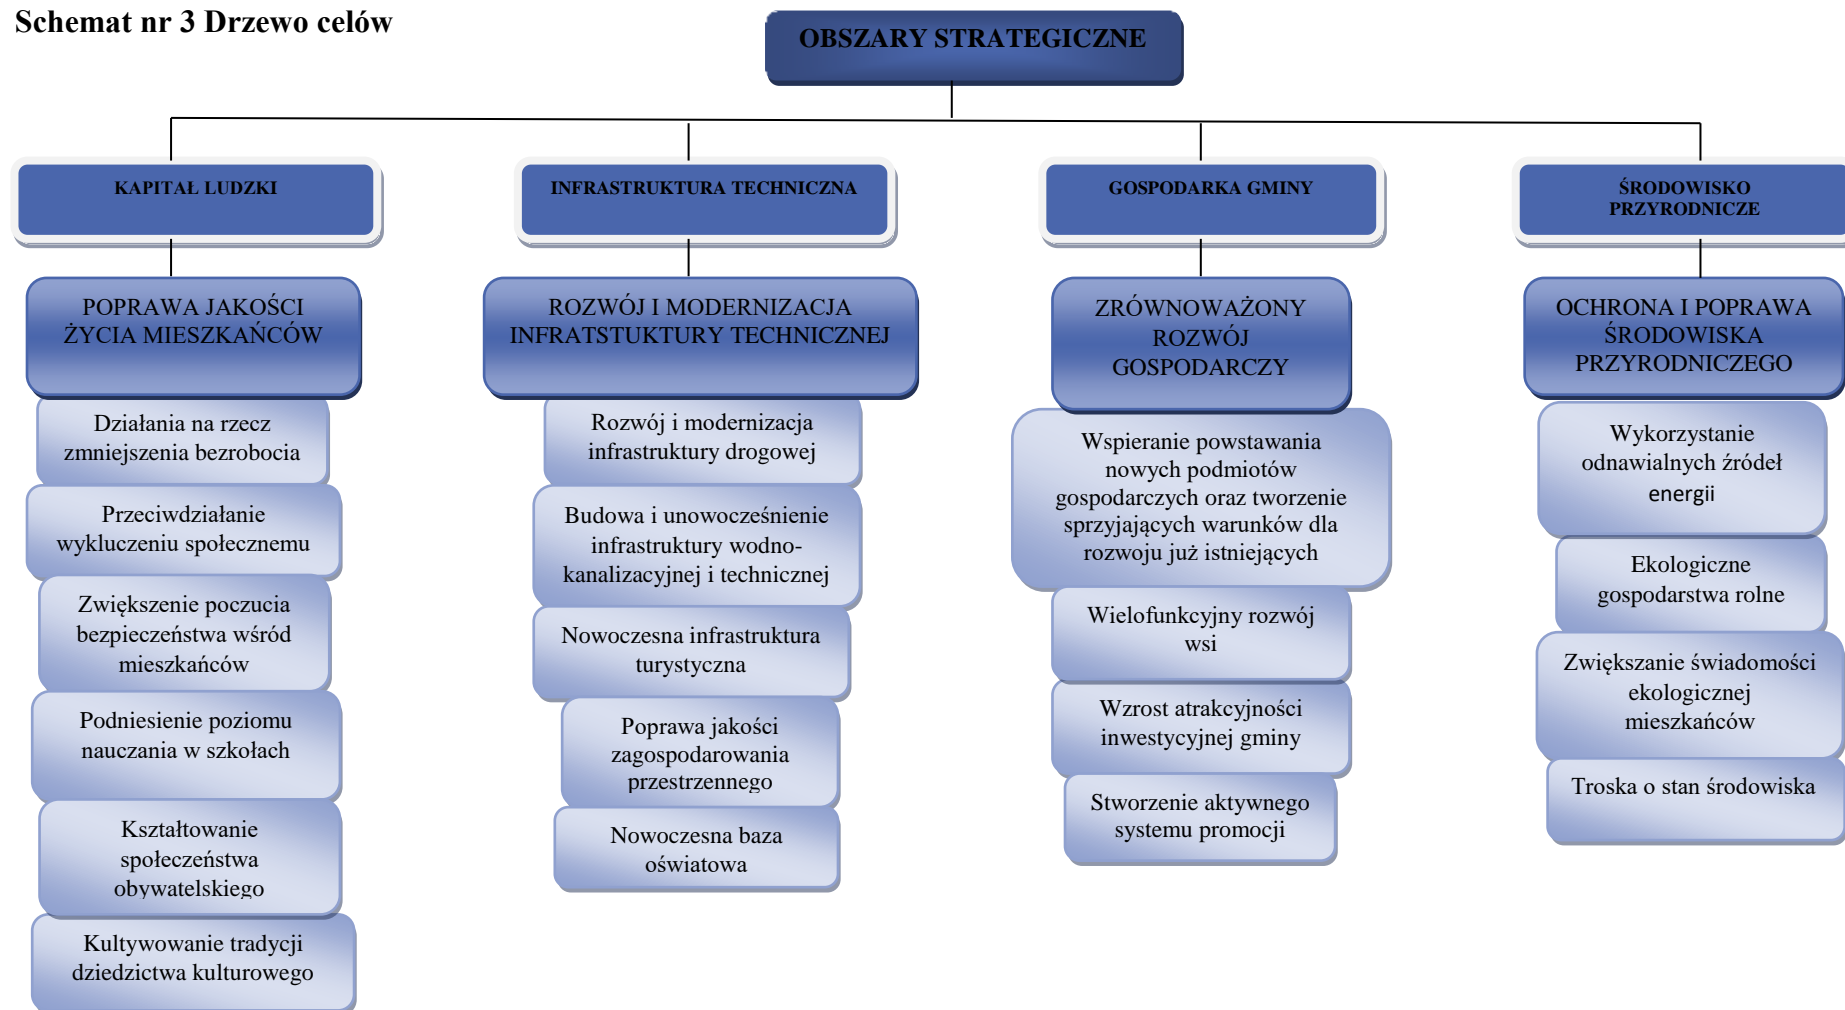 Schemat nr 3 Drzewo celów
OBSZARY STRATEGICZNE
KAPITAŁ LUDZKI
POPRAWA JAKOŚCI
ŻYCIA MIESZKAŃCÓW
Działania na rzecz
zmniejszenia bezrobocia
Przeciwdziałanie
wykluczeniu społecznemu
Zwiększenie poczucia
bezpieczeństwa wśród
mieszkańców
Podniesienie poziomu
nauczania w szkołach
Kształtowanie
społeczeństwa
obywatelskiego
Kultywowanie tradycji
dziedzictwa kulturowego
INFRASTRUKTURA TECHNICZNA
ROZWÓJ I MODERNIZACJA
INFRATSTUKTURY TECHNICZNEJ
Rozwój i modernizacja
infrastruktury drogowej
Budowa i unowocześnienie
infrastruktury wodno-
kanalizacyjnej i technicznej
Nowoczesna infrastruktura
turystyczna
Poprawa jakości
zagospodarowania
przestrzennego
Nowoczesna baza
oświatowa
GOSPODARKA GMINY
ZRÓWNOWAŻONY
ROZWÓJ
GOSPODARCZY
Wspieranie powstawania
nowych podmiotów
gospodarczych oraz tworzenie
sprzyjających warunków dla
rozwoju już istniejących
Wielofunkcyjny rozwój
wsi
Wzrost atrakcyjności
inwestycyjnej gminy
Stworzenie aktywnego
systemu promocji
ŚRODOWISKO
PRZYRODNICZE
OCHRONA I POPRAWA
ŚRODOWISKA
PRZYRODNICZEGO
Wykorzystanie
odnawialnych źródeł
energii
Ekologiczne
gospodarstwa rolne
Zwiększanie świadomości
ekologicznej
mieszkańców
Troska o stan środowiska